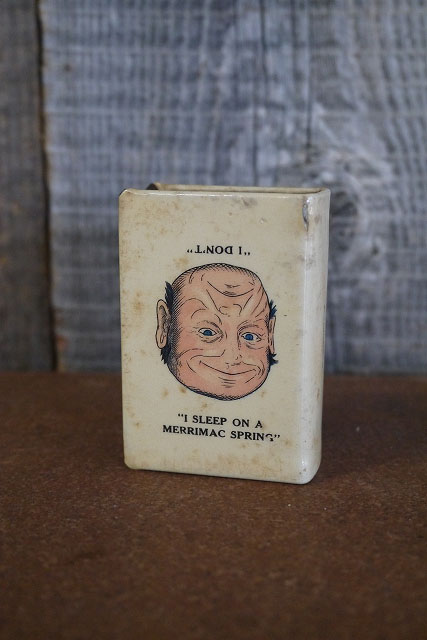 "I DON'T"
"I SLEEP ON A
MERRIMAC SPRING"